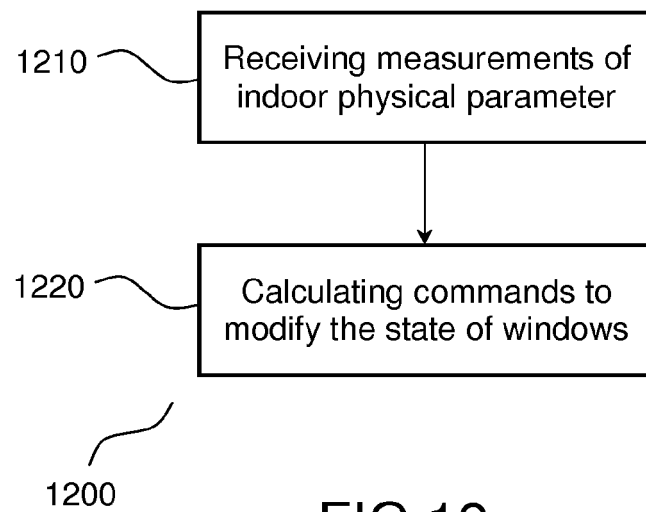 1210
Receiving measurements of
indoor physical parameter
1220
Calculating commands to
modify the state of windows
1200